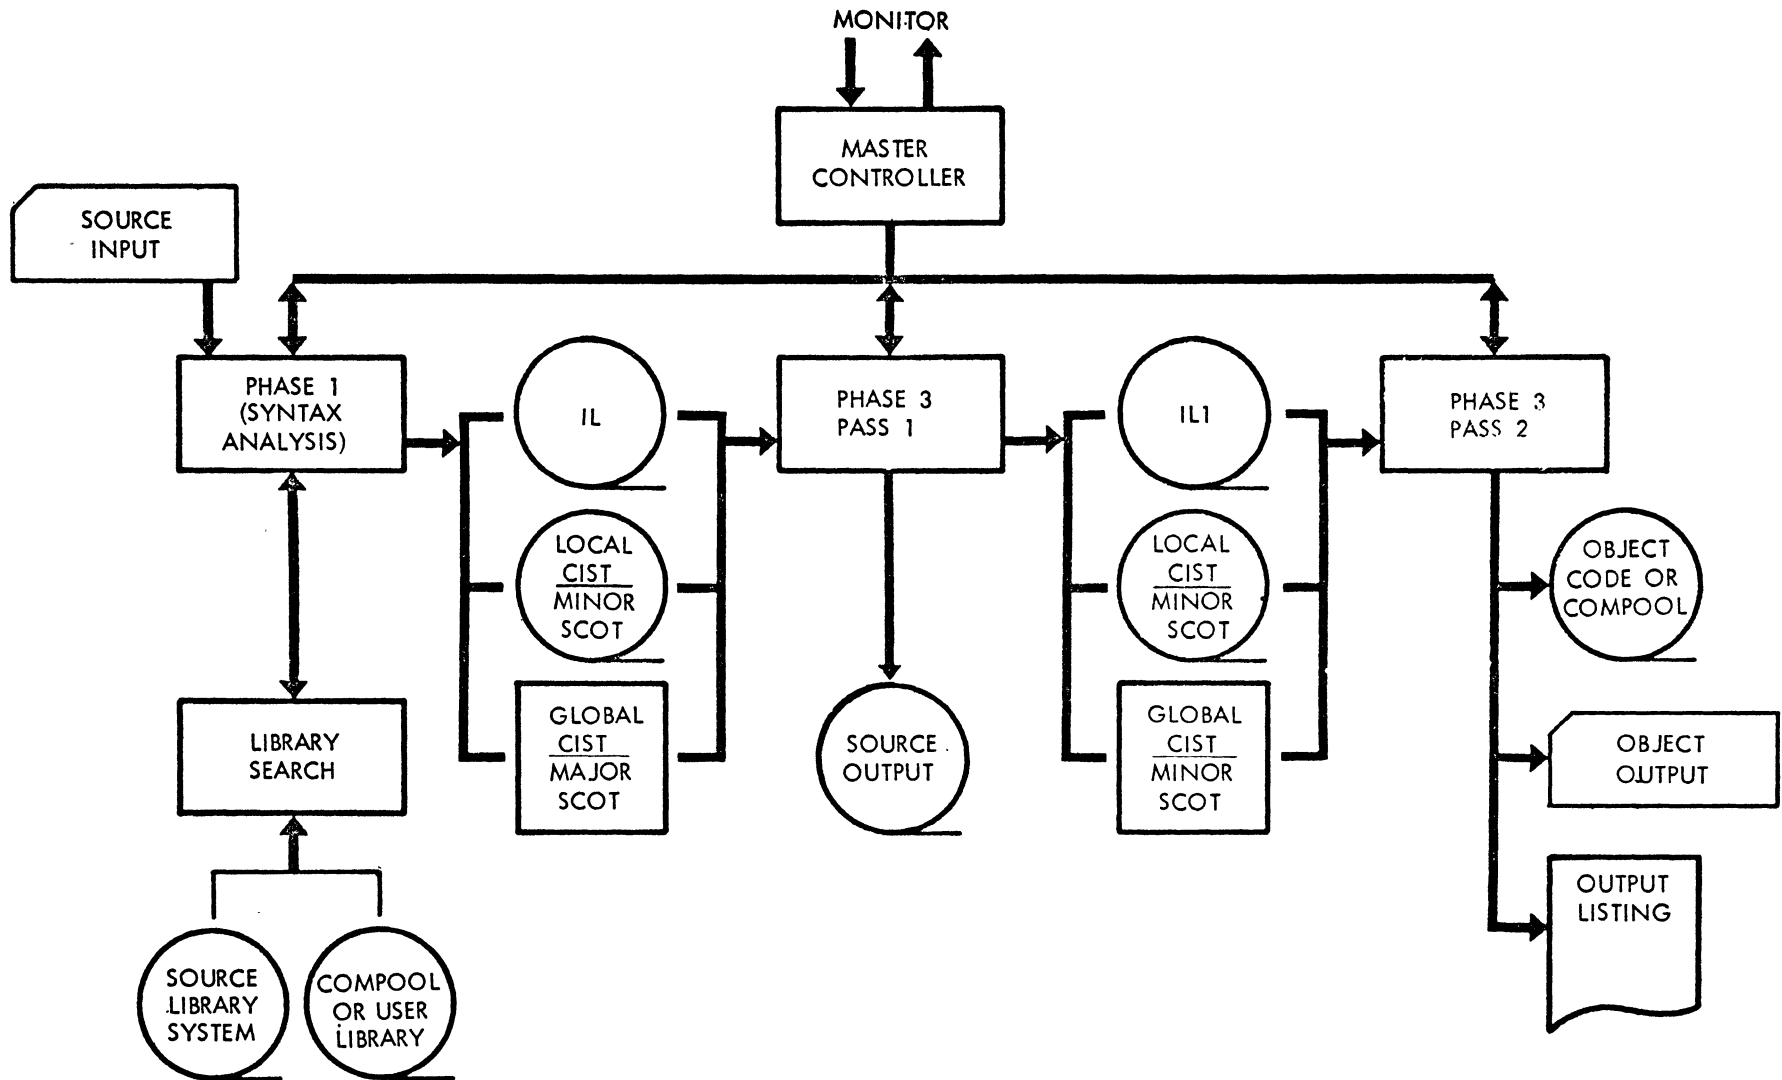 MONITOR
MASTER
CONTROLLER
SOURCE
INPUT
PHASE 1
(SYNTAX
ANALYSIS)
IL
PHASE 3
PASS 1
IL1
PHASE 3
PASS 2
LOCAL
CIST
MINOR
SCOT
LOCAL
CIST
MINOR
SCOT
OBJECT
CODE OR
COMPOOL
LIBRARY
SEARCH
GLOBAL
CIST
MAJOR
SCOT
SOURCE
OUTPUT
GLOBAL
CIST
MINOR
SCOT
OBJECT
OUTPUT
OUTPUT
LISTING
SOURCE
LIBRARY
SYSTEM
COMPOOL
OR USER
LIBRARY